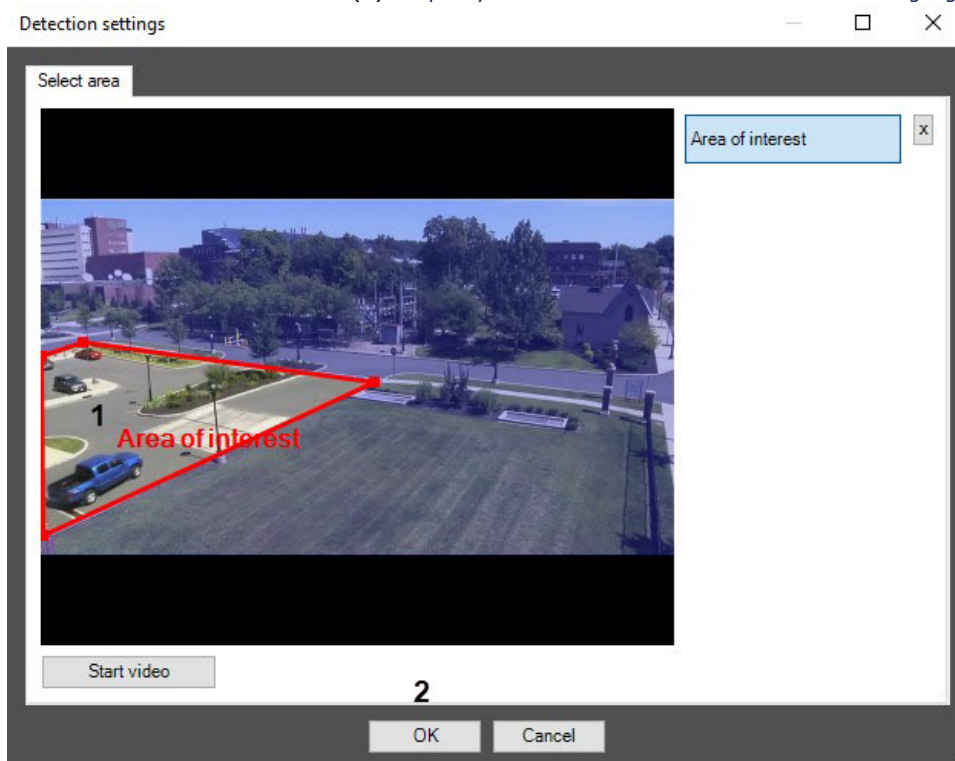 Detection settings
Select area
Area of interest
x
1
Area of interest
Start video
2
OK
Cancel